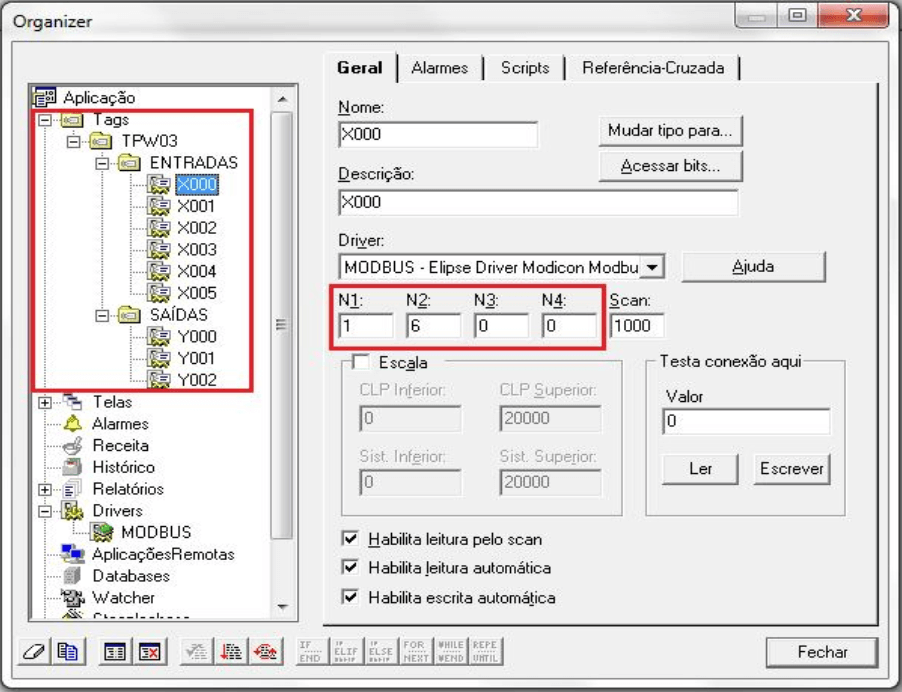 Organizer
Aplicação
Tags
TPW03
ENTRADAS
X000
X001
X002
X003
X004
X005
SAÍDAS
Y000
Y001
Y002
Telas
Alarmes
Receita
Histórico
Relatórios
Drivers
MODBUS
AplicaçõesRemotas
Databases
Watcher
Geral Alarmes Scripts Referência-Cruzada
Nome:
X000
Mudar tipo para...
Acessar bits...
Descrição:
X000
Driver:
MODBUS - Elipse Driver Modicon Modbu
Ajuda
N1: N2: N3: N4: Scan:
1 6 0 0 1000
Escala
CLP Inferior: CLP Superior:
0 20000
Sist. Inferior: Sist. Superior:
0 20000
Testa conexão aqui
Valor
0
Ler Escrever
Habilita leitura pelo scan
Habilita leitura automática
Habilita escrita automática
IF END ELIF ELSE FOR NEXT WHILE WEND REPE UNTIL
Fechar